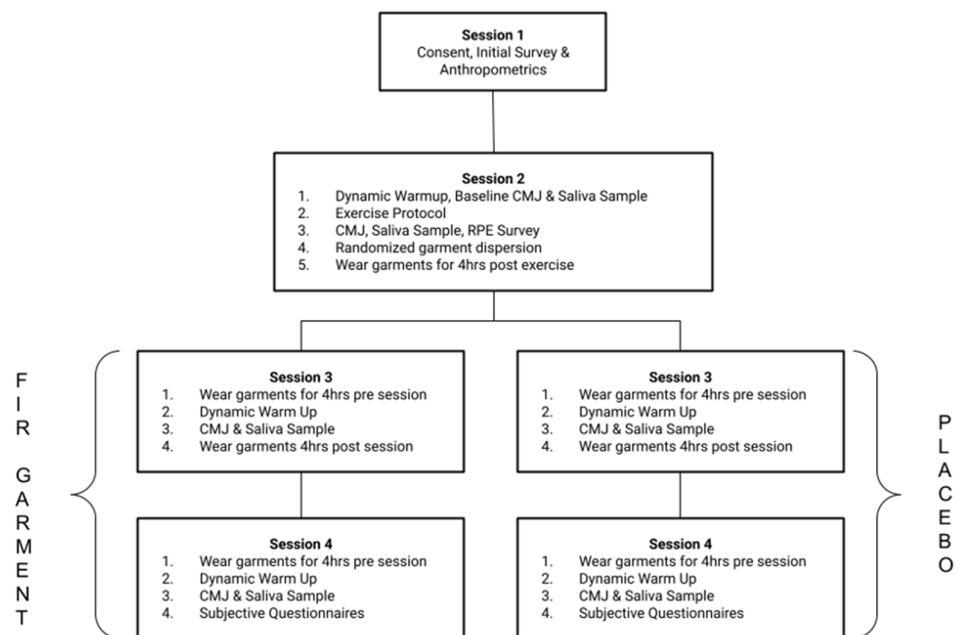 Session 1
Consent, Initial Survey &
Anthropometrics
Session 2
1. Dynamic Warmup, Baseline CMJ & Saliva Sample
2. Exercise Protocol
3. CMJ, Saliva Sample, RPE Survey
4. Randomized garment dispersion
5. Wear garments for 4hrs post exercise
FIR GARMENT
Session 3
1. Wear garments for 4hrs pre session
2. Dynamic Warm Up
3. CMJ & Saliva Sample
4. Wear garments 4hrs post session
Session 3
1. Wear garments for 4hrs pre session
2. Dynamic Warm Up
3. CMJ & Saliva Sample
4. Wear garments 4hrs post session
PLACEBO
Session 4
1. Wear garments for 4hrs pre session
2. Dynamic Warm Up
3. CMJ & Saliva Sample
4. Subjective Questionnaires
Session 4
1. Wear garments for 4hrs pre session
2. Dynamic Warm Up
3. CMJ & Saliva Sample
4. Subjective Questionnaires